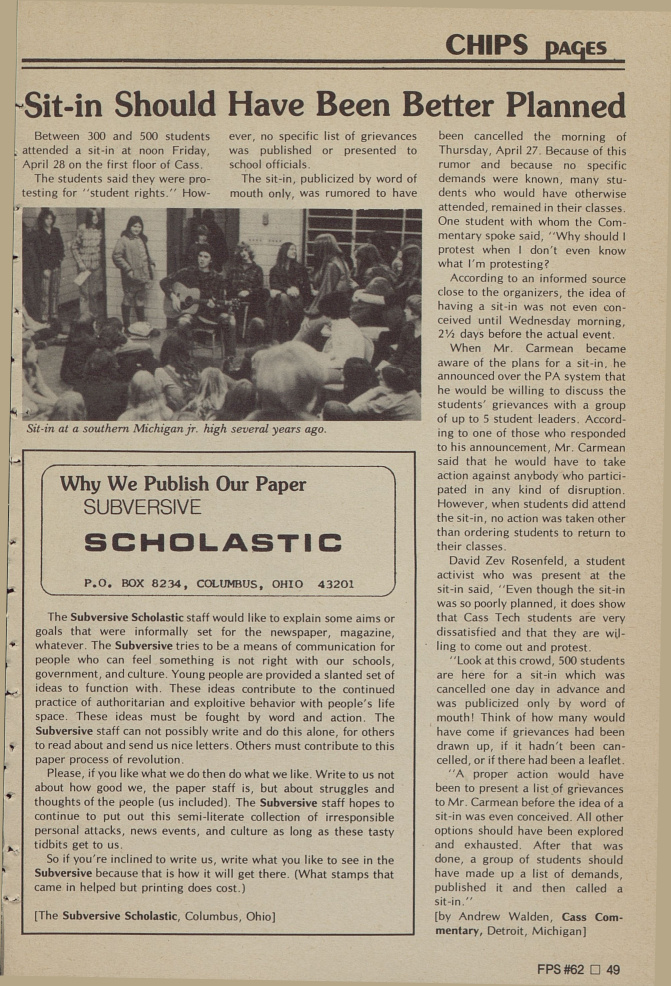 CHIPS PAGES
Sit-in Should Have Been Better Planned
Between 300 and 500 students
attended a sit-in at noon Friday,
April 28 on the first floor of Cass.
The students said they were pro-
testing for "student rights." How-
ever, no specific list of grievances
was published or presented to
school officials.
The sit-in, publicized by word of
mouth only, was rumored to have
been cancelled the morning of
Thursday, April 27. Because of this
rumor and because no specific
demands were known, many stu-
dents who would have otherwise
attended, remained in their classes.
One student with whom the Com-
mentary spoke said, "Why should I
protest when I don't even know
what I'm protesting?
According to an informed source
close to the organizers, the idea of
having a sit-in was not even con-
ceived until Wednesday morning,
2½ days before the actual event.
When Mr. Carmean became
aware of the plans for a sit-in, he
announced over the PA system that
he would be willing to discuss the
students' grievances with a group
of up to 5 student leaders. Accord-
ing to one of those who responded
to his announcement, Mr. Carmean
said that he would have to take
action against anybody who partici-
pated in any kind of disruption.
However, when students did attend
the sit-in, no action was taken other
than ordering students to return to
their classes.
David Zev Rosenfeld, a student
activist who was present at the
sit-in said, "Even though the sit-in
was so poorly planned, it does show
that Cass Tech students are very
dissatisfied and that they are wil-
ling to come out and protest.
"Look at this crowd, 500 students
are here for a sit-in which was
cancelled one day in advance and
was publicized only by word of
mouth! Think of how many would
have come if grievances had been
drawn up, if it hadn't been can-
celled, or if there had been a leaflet.
"A proper action would have
been to present a list of grievances
to Mr. Carmean before the idea of a
sit-in was even conceived. All other
options should have been explored
and exhausted. After that was
done, a group of students should
have made up a list of demands,
published it and then called a
sit-in."
[by Andrew Walden, Cass Com-
mentary, Detroit, Michigan]
Sit-in at a southern Michigan jr. high several years ago.
Why We Publish Our Paper
SUBVERSIVE
SCHOLASTIC
P.O. BOX 8234, COLUMBUS, OHIO 43201
The Subversive Scholastic staff would like to explain some aims or
goals that were informally set for the newspaper, magazine,
whatever. The Subversive tries to be a means of communication for
people who can feel something is not right with our schools,
government, and culture. Young people are provided a slanted set of
ideas to function with. These ideas contribute to the continued
practice of authoritarian and exploitive behavior with people's life
space. These ideas must be fought by word and action. The
Subversive staff can not possibly write and do this alone, for others
to read about and send us nice letters. Others must contribute to this
paper process of revolution.
Please, if you like what we do then do what we like. Write to us not
about how good we, the paper staff is, but about struggles and
thoughts of the people (us included). The Subversive staff hopes to
continue to put out this semi-literate collection of irresponsible
personal attacks, news events, and culture as long as these tasty
tidbits get to us.
So if you're inclined to write us, write what you like to see in the
Subversive because that is how it will get there. (What stamps that
came in helped but printing does cost.)
[The Subversive Scholastic, Columbus, Ohio]
FPS #62 □ 49